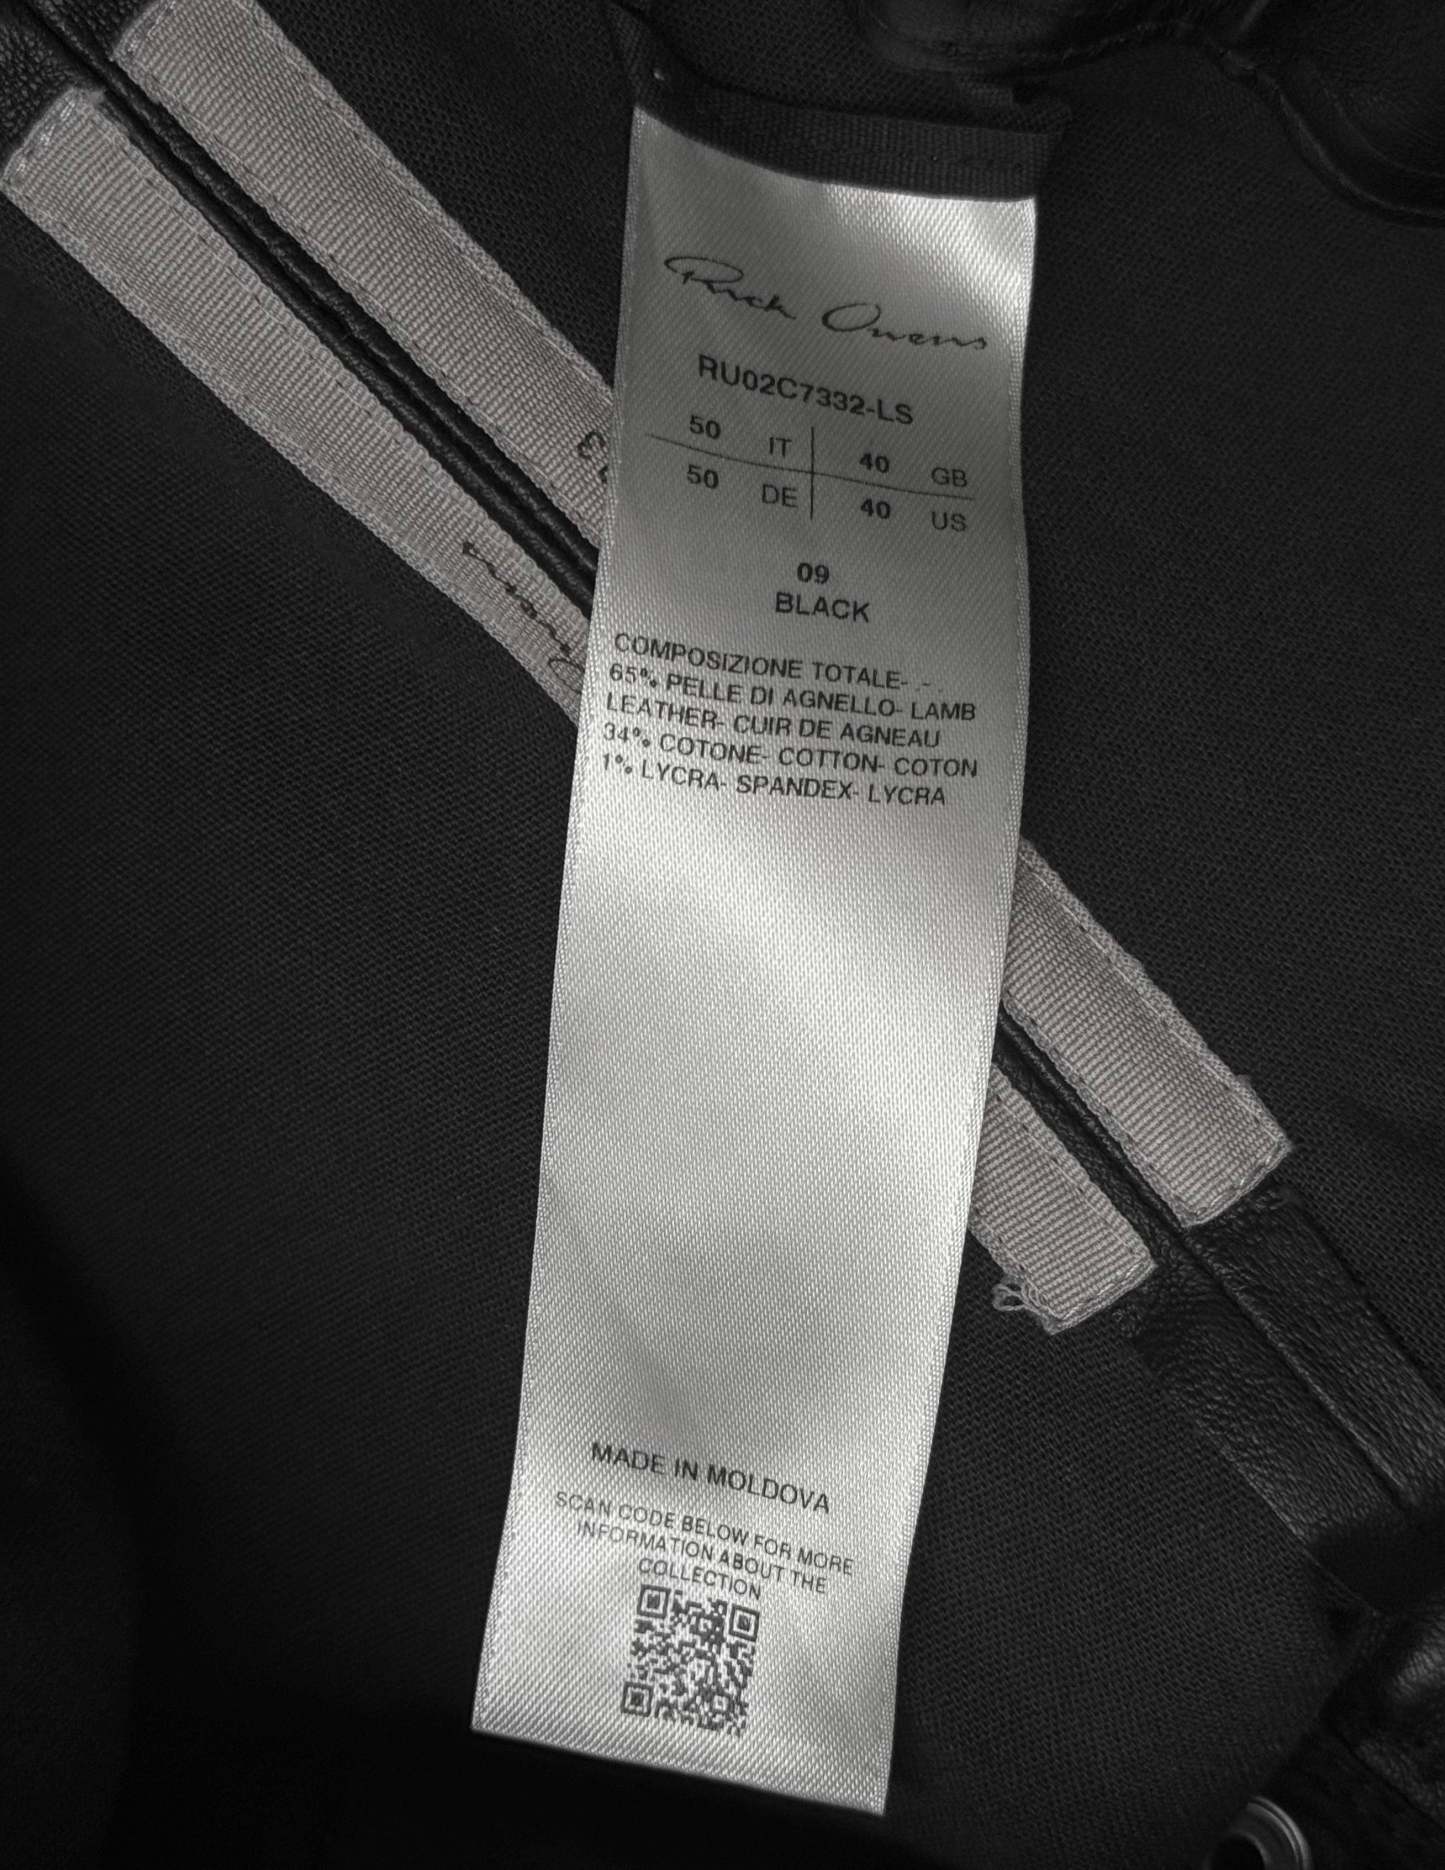 Rick Owens
RU02C7332-LS
50 IT 40 GB
50 DE 40 US
09
BLACK
COMPOSIZIONE TOTALE- - .
65% PELLE DI AGNELLO- LAMB
LEATHER- CUIR DE AGNEAU
34% COTONE- COTTON- COTON
1% LYCRA- SPANDEX- LYCRA
MADE IN MOLDOVA
SCAN CODE BELOW FOR MORE
INFORMATION ABOUT THE
COLLECTION